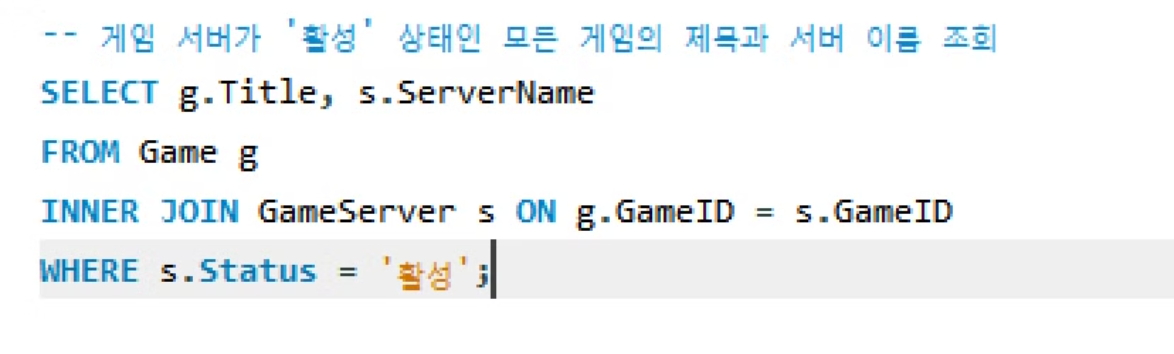 -- 게임 서버가 '활성' 상태인 모든 게임의 제목과 서버 이름 조회
SELECT g.Title, s.ServerName
FROM Game g
INNER JOIN GameServer s ON g.GameID = s.GameID
WHERE s.Status = '활성';